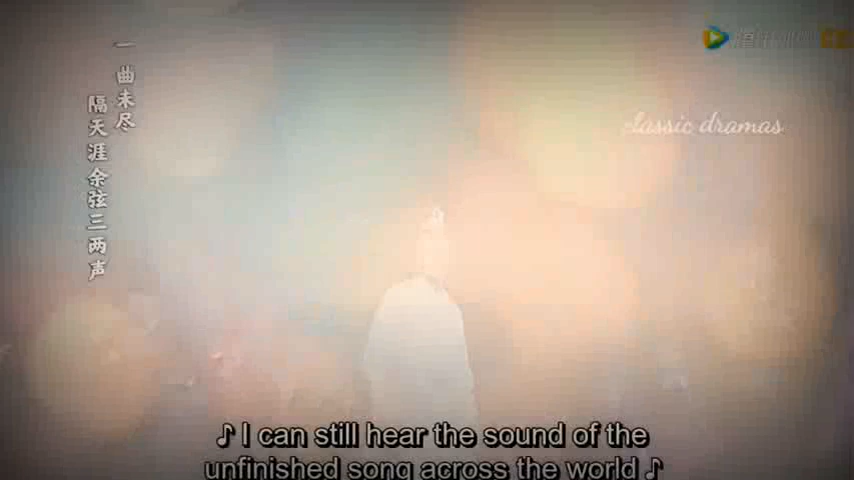 一曲未尽
隔天涯余弦三两声
classic dramas
♪ I can still hear the sound of the
unfinished song across the world ♪